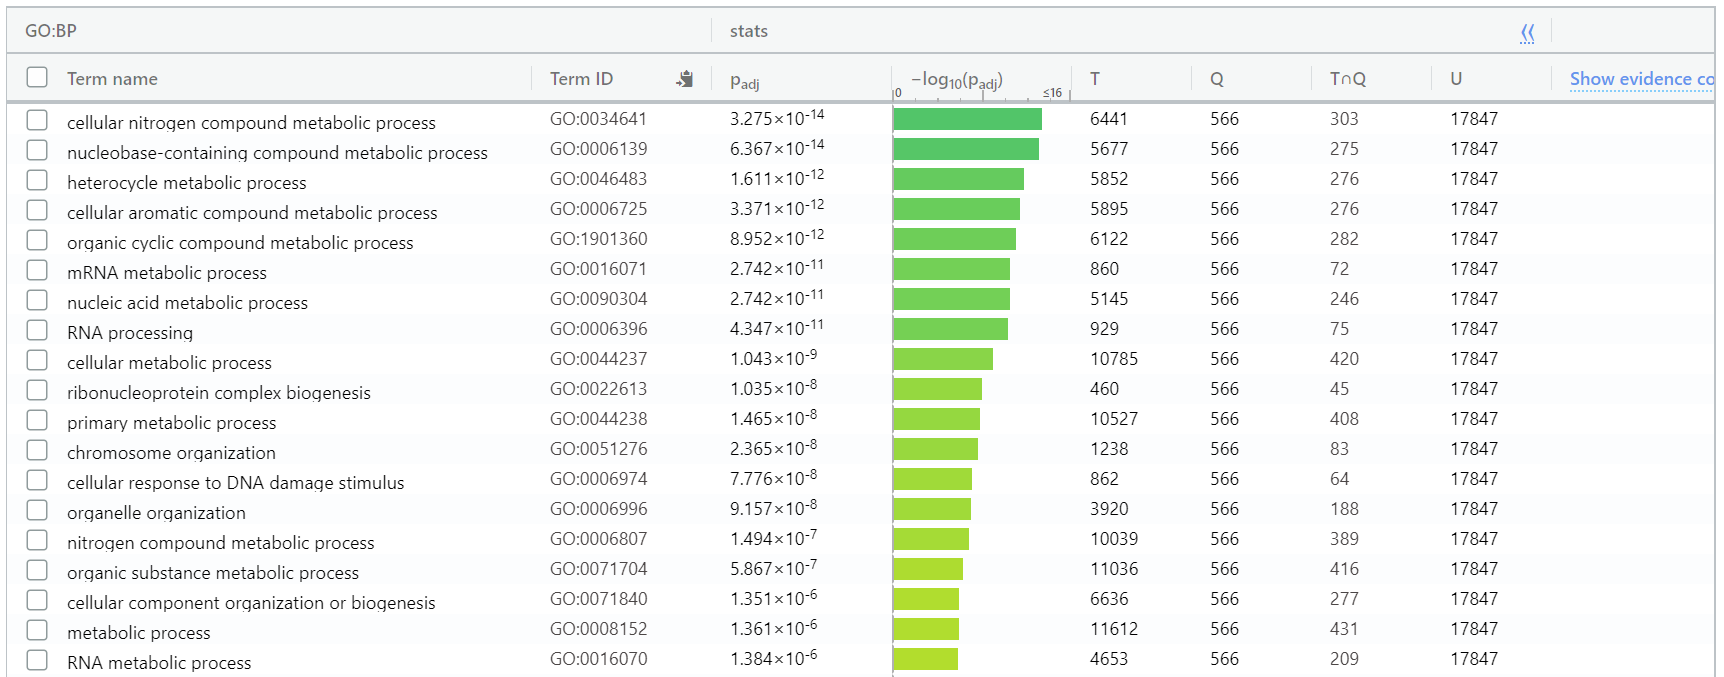 GO:BP stats
Term name Term ID p_adj −log10(p_adj) T Q T∩Q U Show evidence co
0 ≤16
cellular nitrogen compound metabolic process GO:0034641 3.275×10^-14 6441 566 303 17847
nucleobase-containing compound metabolic process GO:0006139 6.367×10^-14 5677 566 275 17847
heterocycle metabolic process GO:0046483 1.611×10^-12 5852 566 276 17847
cellular aromatic compound metabolic process GO:0006725 3.371×10^-12 5895 566 276 17847
organic cyclic compound metabolic process GO:1901360 8.952×10^-12 6122 566 282 17847
mRNA metabolic process GO:0016071 2.742×10^-11 860 566 72 17847
nucleic acid metabolic process GO:0090304 2.742×10^-11 5145 566 246 17847
RNA processing GO:0006396 4.347×10^-11 929 566 75 17847
cellular metabolic process GO:0044237 1.043×10^-9 10785 566 420 17847
ribonucleoprotein complex biogenesis GO:0022613 1.035×10^-8 460 566 45 17847
primary metabolic process GO:0044238 1.465×10^-8 10527 566 408 17847
chromosome organization GO:0051276 2.365×10^-8 1238 566 83 17847
cellular response to DNA damage stimulus GO:0006974 7.776×10^-8 862 566 64 17847
organelle organization GO:0006996 9.157×10^-8 3920 566 188 17847
nitrogen compound metabolic process GO:0006807 1.494×10^-7 10039 566 389 17847
organic substance metabolic process GO:0071704 5.867×10^-7 11036 566 416 17847
cellular component organization or biogenesis GO:0071840 1.351×10^-6 6636 566 277 17847
metabolic process GO:0008152 1.361×10^-6 11612 566 431 17847
RNA metabolic process GO:0016070 1.384×10^-6 4653 566 209 17847